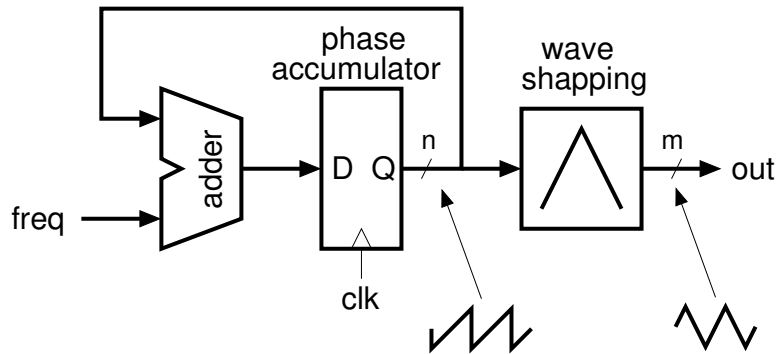 phase
accumulator
wave
shapping
adder
D Q
n
m
out
freq
clk